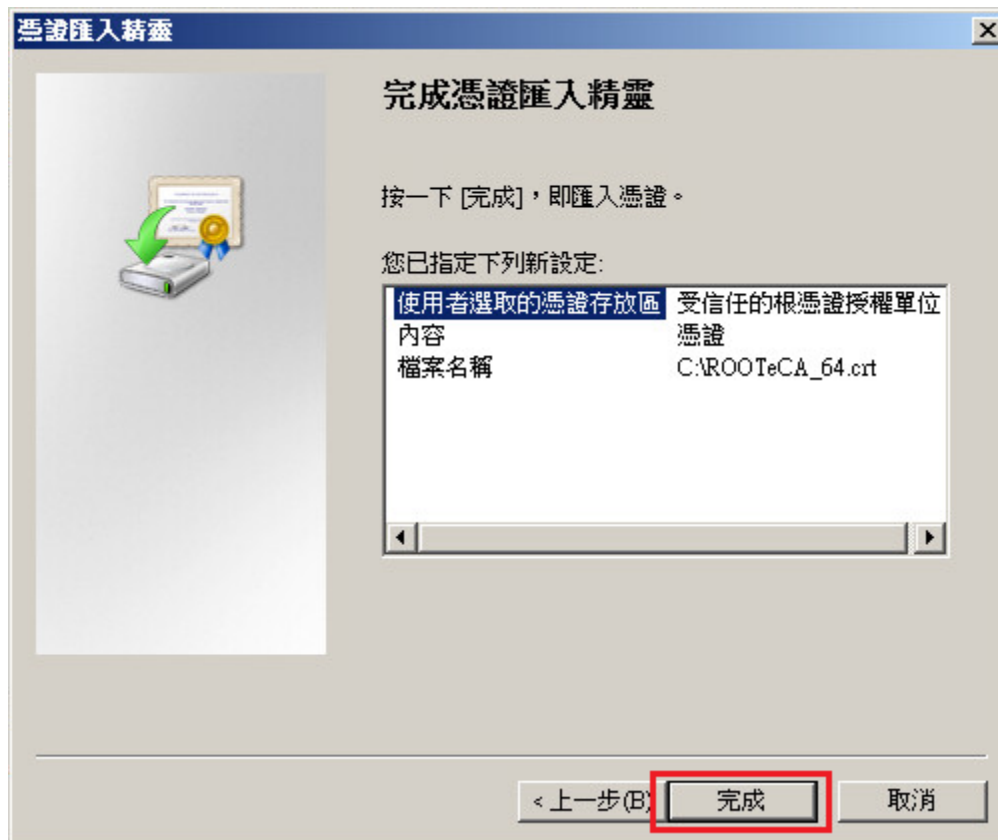 憑證匯入精靈
完成憑證匯入精靈
按一下 [完成]，即匯入憑證。
您已指定下列新設定:
使用者選取的憑證存放區 受信任的根憑證授權單位
內容 憑證
檔案名稱 C:\ROOTeCA_64.crt
< 上一步(B) 完成 取消